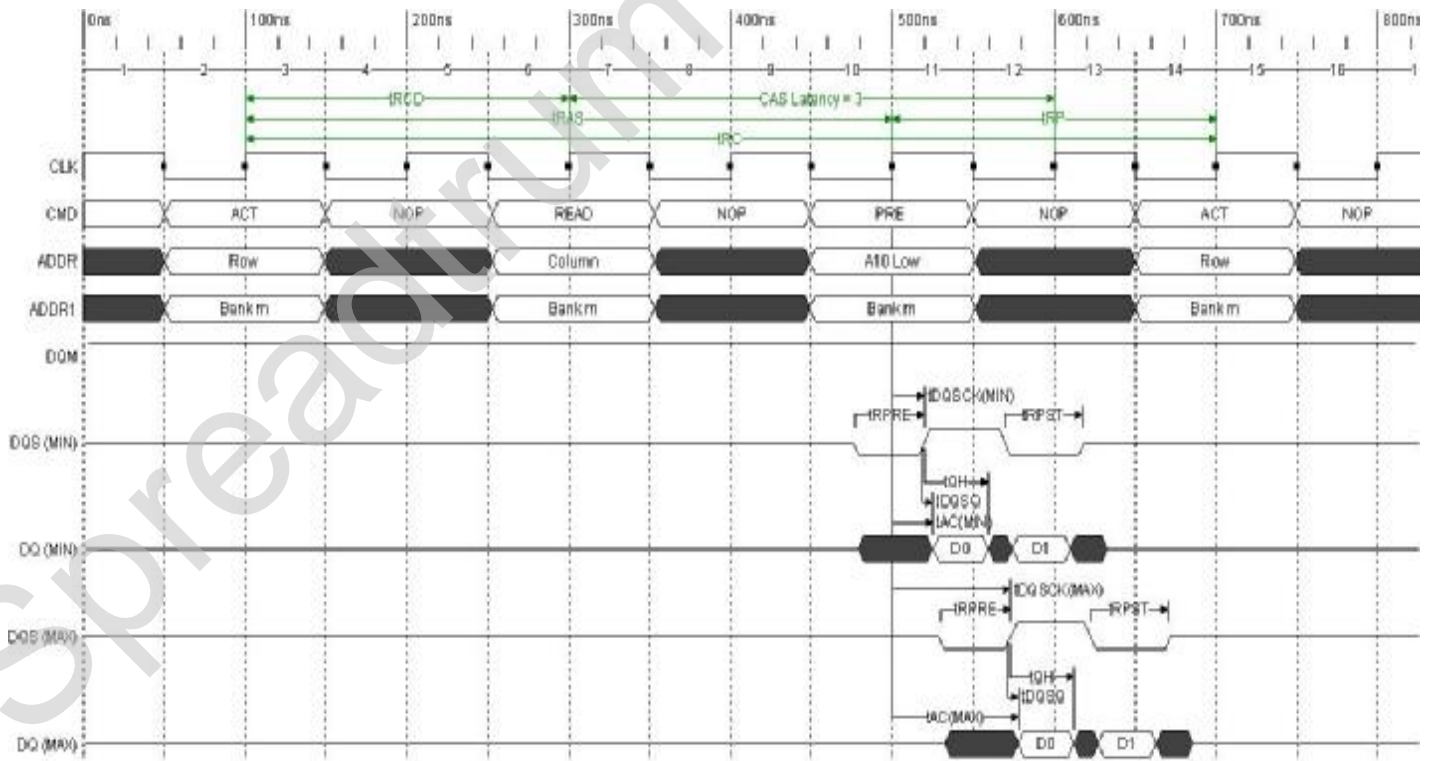 0ns 100ns 200ns 300ns 400ns 500ns 600ns 700ns 800ns
1 2 3 4 5 6 7 8 9 10 11 12 13 14 15 16 1
tRCD CAS Latency = 3
tRAS tRP
tRC
CLK
CMD ACT NOP READ NOP PRE NOP ACT NOP
ADDR Row Column A10 Low Row
ADDR1 Bank m Bank m Bank m Bank m
DQM
tDQSCK(MIN)
tRPRE tRPST
DQS (MIN)
tQH
tDQSQ
tAC(MIN)
DQ (MIN) D0 D1
tDQSCK(MAX)
tRPRE tRPST
DQS (MAX)
tQH
tDQSQ
tAC(MAX)
DQ (MAX) D0 D1
Spreadtrum